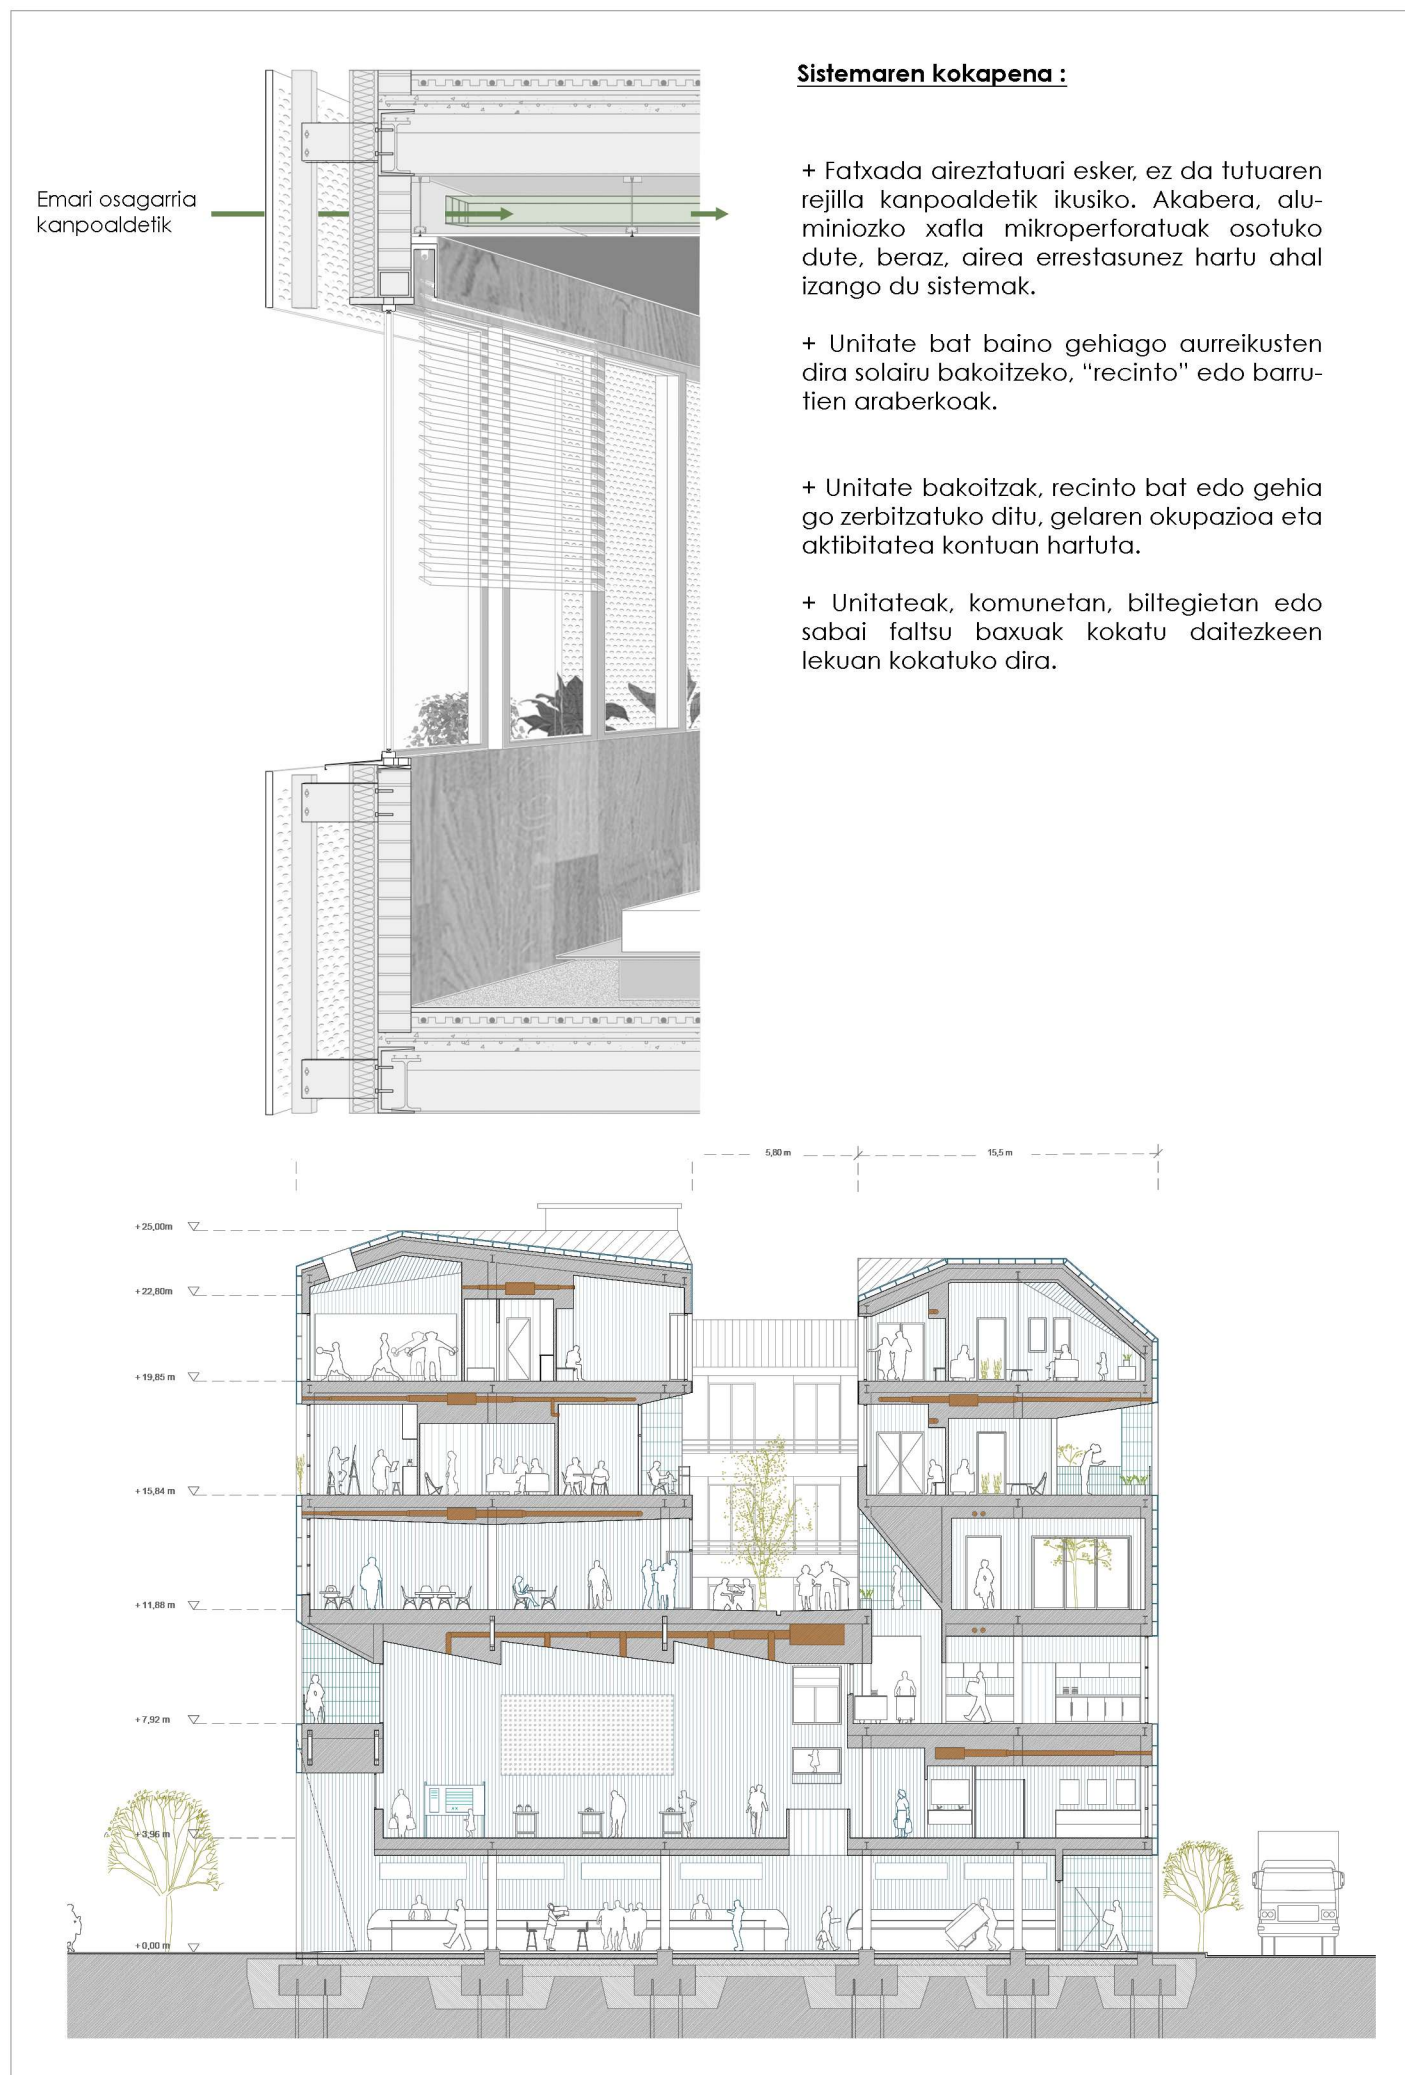 Sistemaren kokapena :
Emari osagarria
kanpoaldetik
+ Fatxada aireztatuari esker, ez da tutuaren
rejilla kanpoaldetik ikusiko. Akabera, alu-
miniozko xafla mikroperforatuak osotuko
dute, beraz, airea errestasunez hartu ahal
izango du sistemak.
+ Unitate bat baino gehiago aurreikusten
dira solairu bakoitzeko, “recinto” edo barru-
tien araberkoak.
+ Unitate bakoitzak, recinto bat edo gehia
go zerbitzatuko ditu, gelaren okupazioa eta
aktibitatea kontuan hartuta.
+ Unitateak, komunetan, biltegietan edo
sabai faltsu baxuak kokatu daitezkeen
lekuan kokatuko dira.
5,80 m
15,5 m
+25,00m
+22,80m
+19,85 m
+15,84 m
+11,88 m
+7,92 m
+3,96 m
+0,00 m